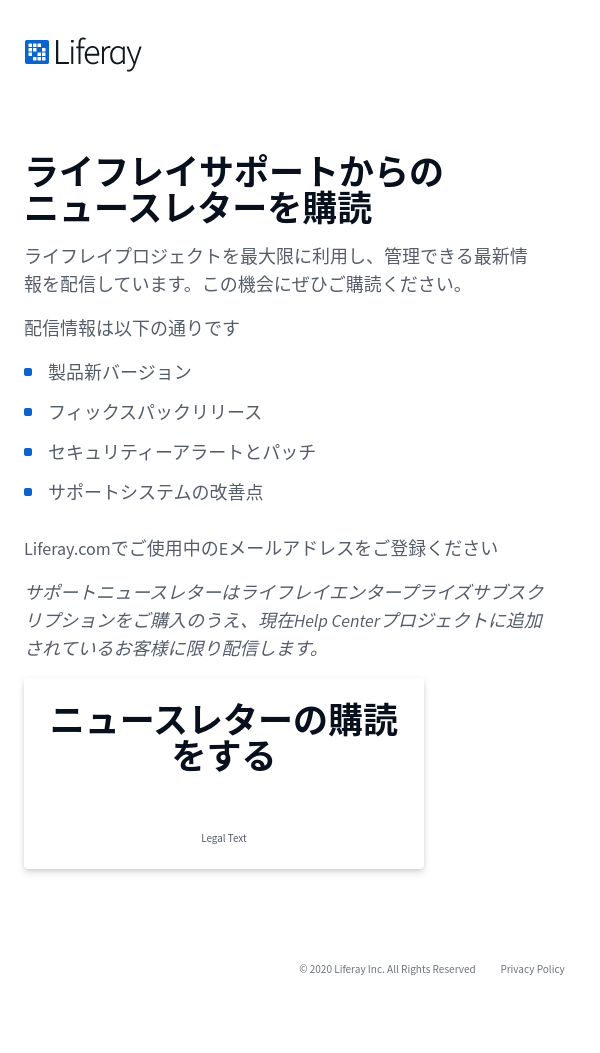 Liferay
ライフレイサポートからの
ニュースレターを購読
ライフレイプロジェクトを最大限に利用し、管理できる最新情
報を配信しています。この機会にぜひご購読ください。
配信情報は以下の通りです
製品新バージョン
フィックスパックリリース
セキュリティーアラートとパッチ
サポートシステムの改善点
Liferay.comでご使用中のEメールアドレスをご登録ください
サポートニュースレターはライフレイエンタープライズサブスク
リプションをご購入のうえ、現在Help Centerプロジェクトに追加
されているお客様に限り配信します。
ニュースレターの購読
をする
Legal Text
© 2020 Liferay Inc. All Rights Reserved Privacy Policy